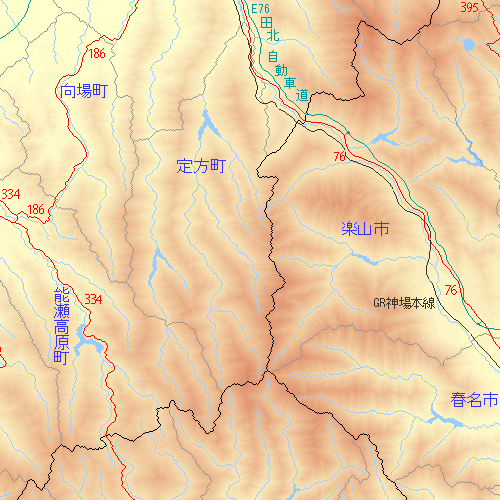 E76
田北自動車道
395
186
向場町
定方町
76
334
186
楽山市
能瀬高原町
334
76
GR神場本線
春名市